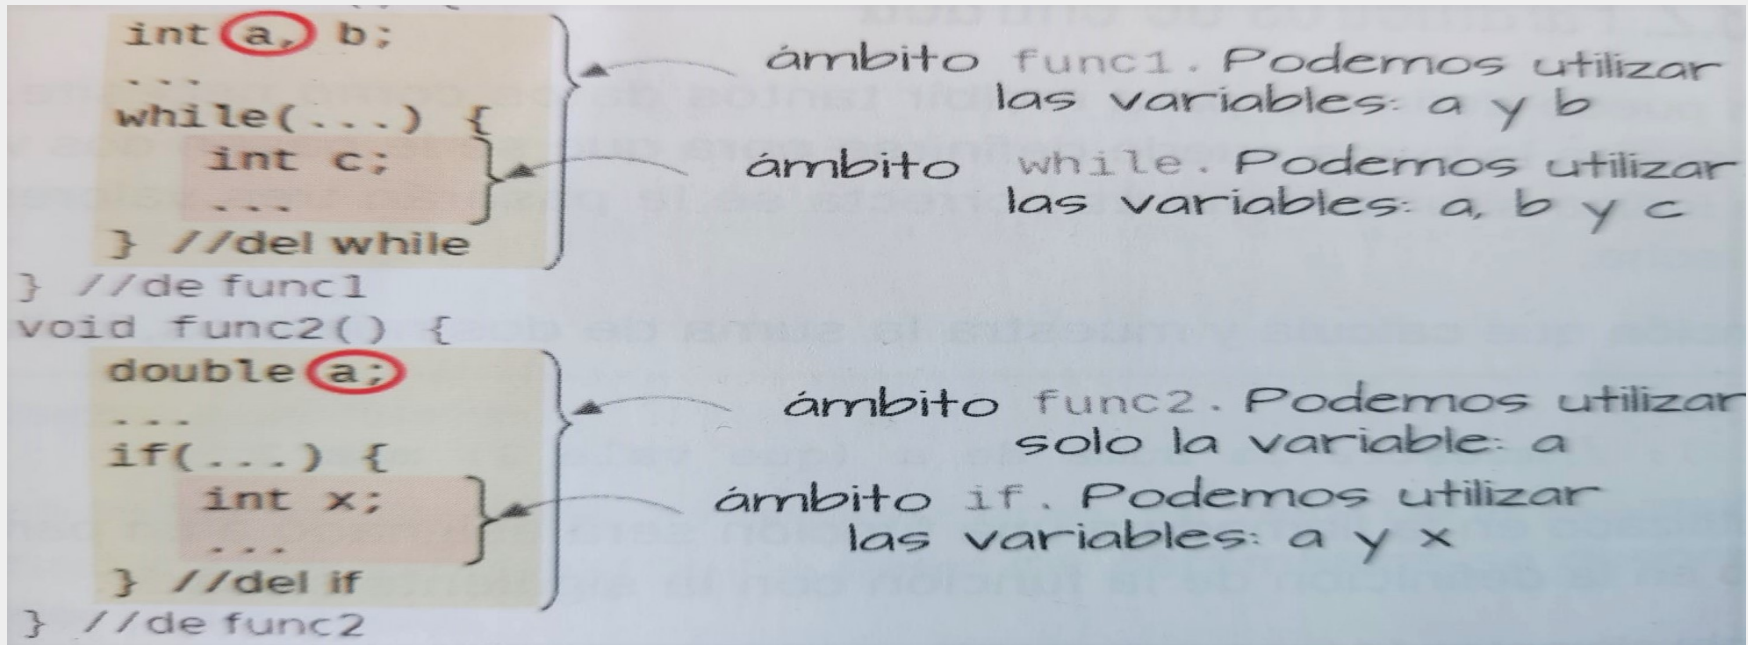 int a, b;
...
while(...) {
int c;
...
} //del while
} //de func1
void func2() {
double a;
...
if(...) {
int x;
...
} //del if
} //de func2
ámbito func1. Podemos utilizar
las variables: a y b
ámbito while. Podemos utilizar
las variables: a, b y c
ámbito func2. Podemos utilizar
solo la variable: a
ámbito if. Podemos utilizar
las variables: a y x